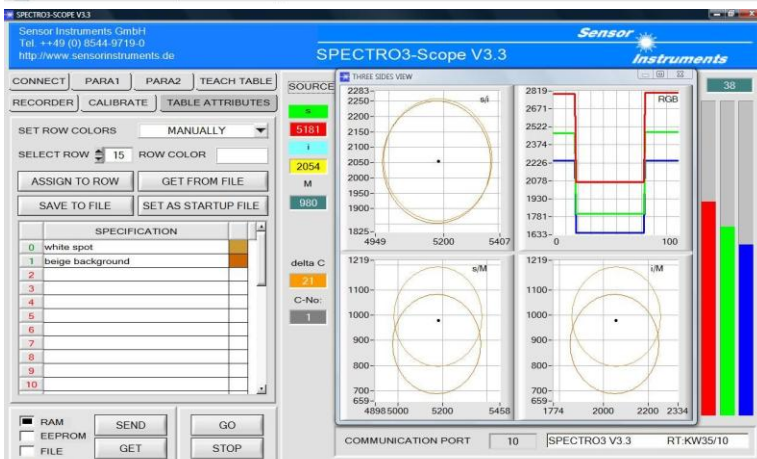 SPECTRO3-SCOPE V3.3
Sensor Instruments GmbH
Tel. ++49 (0) 8544-9719-0
http://www.sensorinstruments.de
SPECTRO3-Scope V3.3
Sensor
Instruments
CONNECT PARA1 PARA2 TEACH TABLE
RECORDER CALIBRATE TABLE ATTRIBUTES
SET ROW COLORS MANUALLY
SELECT ROW 15 ROW COLOR
ASSIGN TO ROW GET FROM FILE
SAVE TO FILE SET AS STARTUP FILE
SPECIFICATION
0 white spot
1 beige background
2
3
4
5
6
7
8
9
10
RAM
EEPROM
FILE
SEND
GET
GO
STOP
SOURCE
s
5181
i
2054
M
980
delta C
21
C-No:
1
THREE SIDES VIEW
s/i
2283
2250
2200
2150
2100
2050
2000
1950
1900
1825
4949 5200 5407
RGB
2819
2671
2522
2374
2226
2078
1930
1781
1633
0 100
s/M
1219
1100
1000
900
800
700
659
4898 5000 5200 5458
i/M
1219
1100
1000
900
800
700
659
1774 2000 2200 2334
38
COMMUNICATION PORT 10 SPECTRO3 V3.3 RT:KW35/10